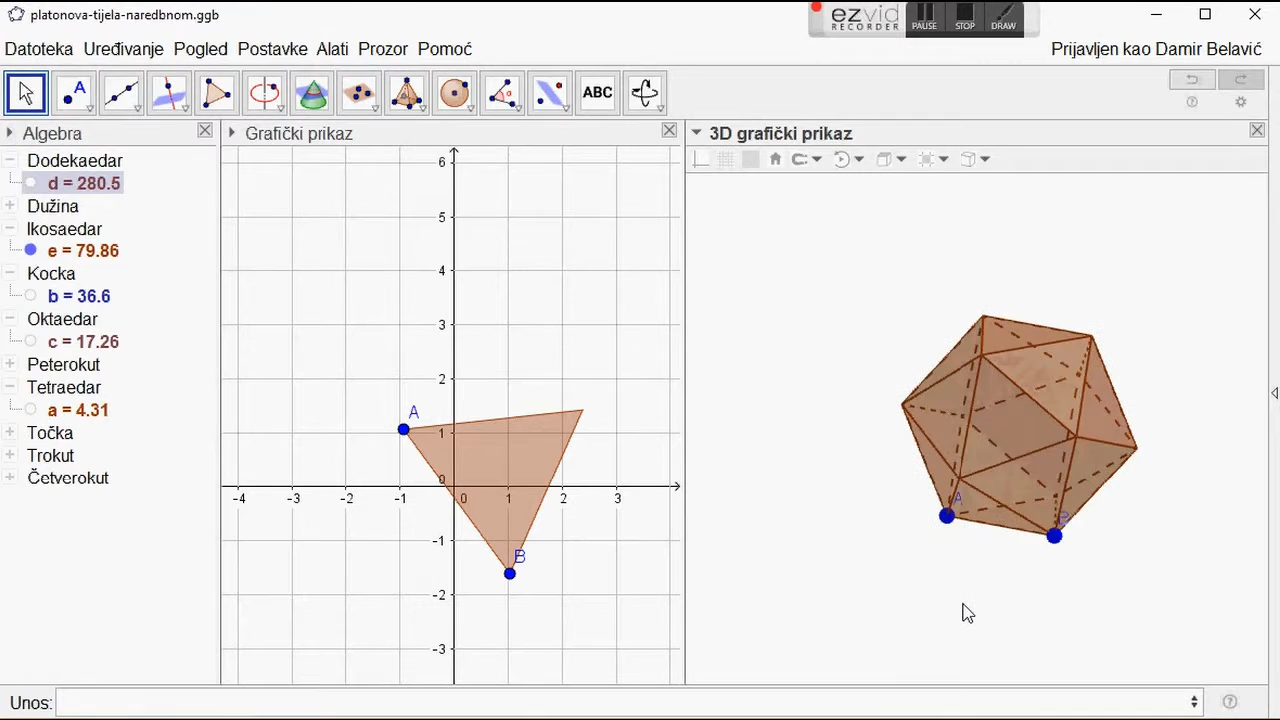 platonova-tijela-naredbnom.ggb
ezvid
RECORDER
PAUSE
STOP
DRAW
Datoteka Uređivanje Pogled Postavke Alati Prozor Pomoć
Prijavljen kao Damir Belavić
A
ABC
Algebra
Grafički prikaz
3D grafički prikaz
Dodekaedar
d = 280.5
Dužina
Ikosaedar
e = 79.86
Kocka
b = 36.6
Oktaedar
c = 17.26
Peterokut
Tetraedar
a = 4.31
Točka
Trokut
Četverokut
6
5
4
3
2
1
0
-1
-2
-3
-4 -3 -2 -1 0 1 2 3
A
B
A
B
Unos: